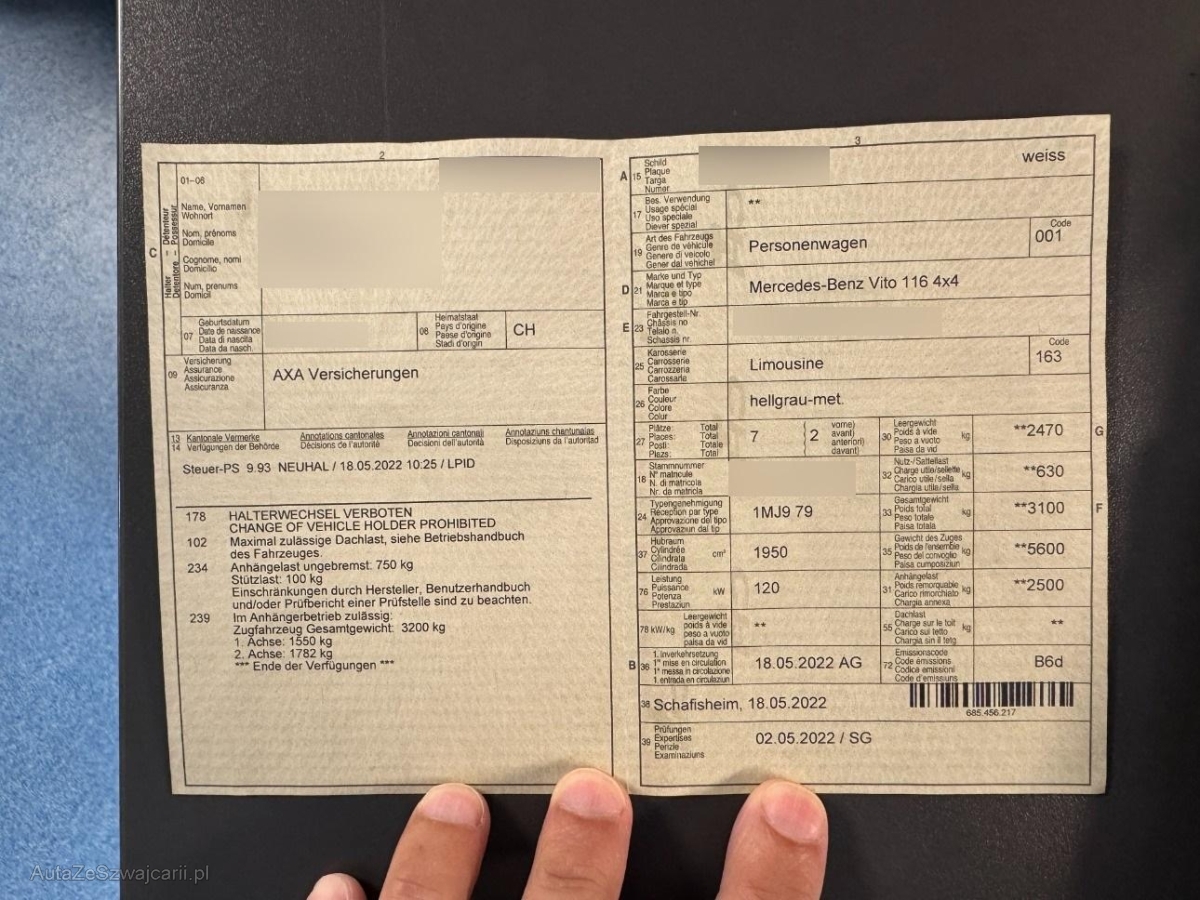 2
01-06
C
Halter – Détenteur
Detentore – Possessur
Name, Vornamen
Wohnort
Nom, prénoms
Domicile
Cognome, nomi
Domicilio
Num, prenums
Domicil
07
Geburtsdatum
Date de naissance
Data di nascita
Data da nasch.
08
Heimatstaat
Pays d'origine
Paese d'origine
Stadi d'origin
CH
09
Versicherung
Assurance
Assicurazione
Assicuranza
AXA Versicherungen
13 Kantonale Vermerke Annotations cantonales Annotazioni cantonali Annotaziuns chantunalas
14 Verfügungen der Behörde Décisions de l'autorité Decisioni dell'autorità Disposiziuns da l'autoritad
Steuer-PS 9.93 NEUHAL / 18.05.2022 10:25 / LPID
178 HALTERWECHSEL VERBOTEN
CHANGE OF VEHICLE HOLDER PROHIBITED
102 Maximal zulässige Dachlast, siehe Betriebshandbuch
des Fahrzeuges.
234 Anhängelast ungebremst: 750 kg
Stützlast: 100 kg
Einschränkungen durch Hersteller, Benutzerhandbuch
und/oder Prüfbericht einer Prüfstelle sind zu beachten.
239 Im Anhängerbetrieb zulässig:
Zugfahrzeug Gesamtgewicht: 3200 kg
1. Achse: 1550 kg
2. Achse: 1782 kg
*** Ende der Verfügungen ***
3
A 15
Schild
Plaque
Targa
Numer
weiss
17
Bes. Verwendung
Usage spécial
Uso speciale
Diever spezial
**
19
Art des Fahrzeugs
Genre de véhicule
Genere di veicolo
Gener dal vehichel
Personenwagen
Code
001
D 21
Marke und Typ
Marque et type
Marca e tipo
Marca e tip
Mercedes-Benz Vito 116 4x4
E 23
Fahrgestell-Nr.
Châssis no
Telaio n.
Schassis nr.
25
Karosserie
Carrosserie
Carrozzeria
Carossaria
Limousine
Code
163
26
Farbe
Couleur
Colore
Colur
hellgrau-met.
27
Plätze Total
Places: Total
Posti: Totale
Plazs: Total
7
2
vorne)
avant)
anteriori)
davant)
30
Leergewicht
Poids à vide
Peso a vuoto
Paisa da vid
kg
**2470
G
18
Stammnummer
N° matricule
N. di matricola
Nr. da matricla
32
Nutz-/Sattellast
Charge utile/sellette
Carico utile/sella
Chargia utila/sella
kg
**630
24
Typengenehmigung
Réception par type
Approvazione del tipo
Approvaziun dal tip
1MJ9 79
33
Gesamtgewicht
Poids total
Peso totale
Paisa totala
kg
**3100
F
37
Hubraum
Cylindrée
Cilindrata
Cilindrada
cm³
1950
35
Gewicht des Zuges
Poids de l'ensemble
Peso del convoglio
Paisa cumposiziun
kg
**5600
76
Leistung
Puissance
Potenza
Prestaziun
kW
120
31
Anhängelast
Poids remorquable
Carico rimorchiato
Chargia annexa
kg
**2500
78 kW/kg
Leergewicht
poids à vide
peso a vuoto
paisa da vid
**
55
Dachlast
Charge sur le toit
Carico sul tetto
Chargia sin il tetg
kg
**
B 36
1. Inverkehrsetzung
1re mise en circulation
1a messa in circolazione
1. entrada en circulaziun
18.05.2022 AG
72
Emissionscode
Code émissions
Codice emissioni
Code d'emissiuns
B6d
38 Schafisheim, 18.05.2022
685.456.217
39
Prüfungen
Expertises
Perizie
Examinaziuns
02.05.2022 / SG
AutaZeSzwajcarii.pl